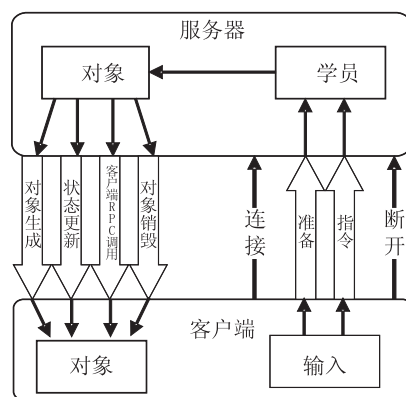 服务器
对象
学员
对象生成
状态更新
客户端RPC调用
对象销毁
连接
准备
指令
断开
客户端
对象
输入